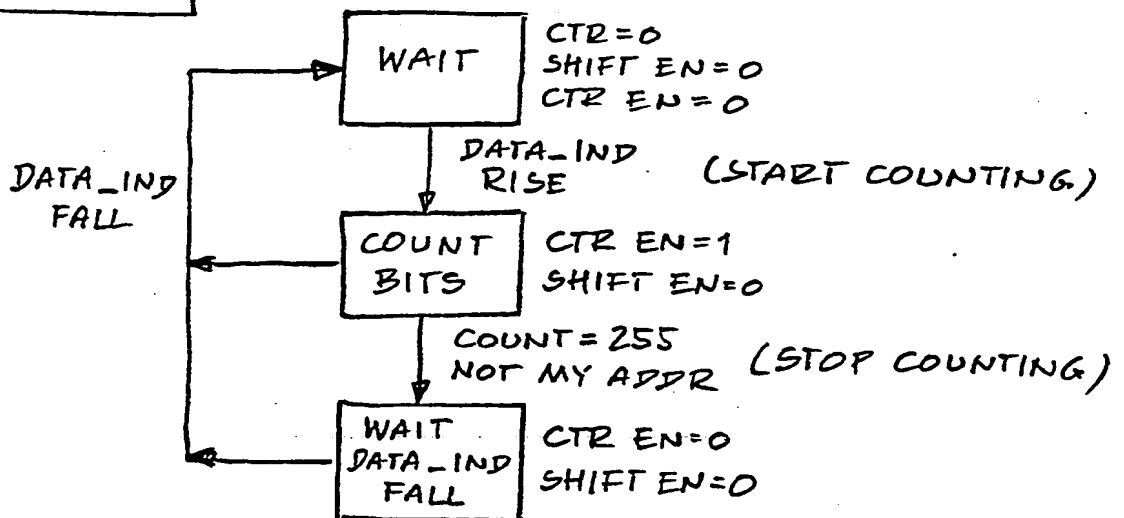 WAIT
CTR=0
SHIFT EN=0
CTR EN=0
DATA_IND
RISE
(START COUNTING)
DATA_IND
FALL
COUNT
BITS
CTR EN=1
SHIFT EN=0
COUNT=255
NOT MY ADDR
(STOP COUNTING)
WAIT
DATA_IND
FALL
CTR EN=0
SHIFT EN=0